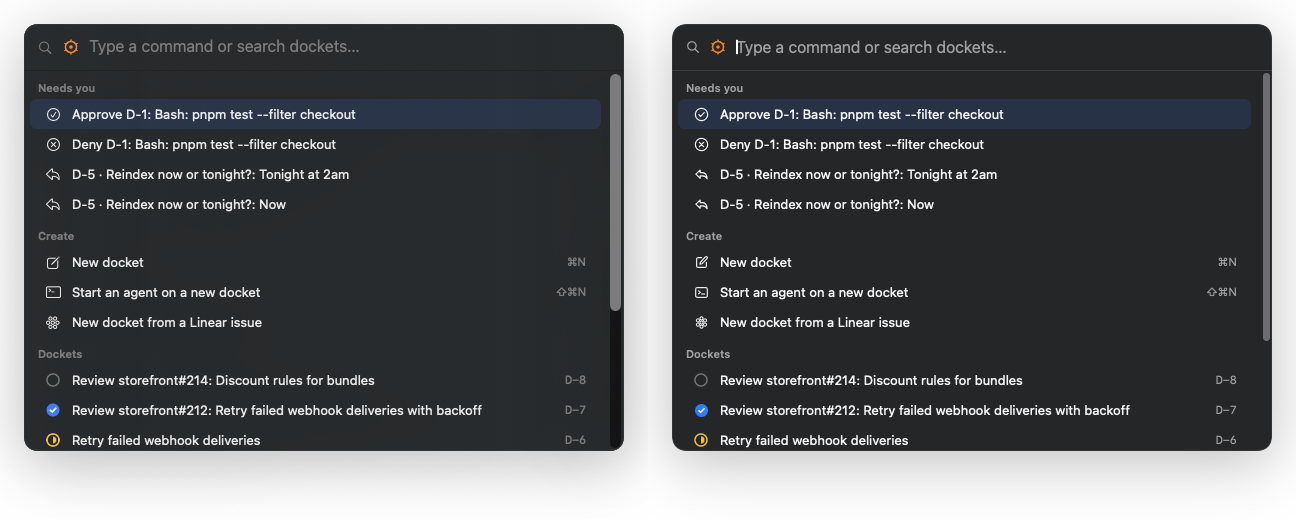 Type a command or search dockets...
Needs you
Approve D-1: Bash: pnpm test --filter checkout
Deny D-1: Bash: pnpm test --filter checkout
D-5 · Reindex now or tonight?: Tonight at 2am
D-5 · Reindex now or tonight?: Now
Create
New docket ⌘N
Start an agent on a new docket ⇧⌘N
New docket from a Linear issue
Dockets
Review storefront#214: Discount rules for bundles D–8
Review storefront#212: Retry failed webhook deliveries with backoff D–7
Retry failed webhook deliveries D–6
Type a command or search dockets...
Needs you
Approve D-1: Bash: pnpm test --filter checkout
Deny D-1: Bash: pnpm test --filter checkout
D-5 · Reindex now or tonight?: Tonight at 2am
D-5 · Reindex now or tonight?: Now
Create
New docket ⌘N
Start an agent on a new docket ⇧⌘N
New docket from a Linear issue
Dockets
Review storefront#214: Discount rules for bundles D–8
Review storefront#212: Retry failed webhook deliveries with backoff D–7
Retry failed webhook deliveries D–6